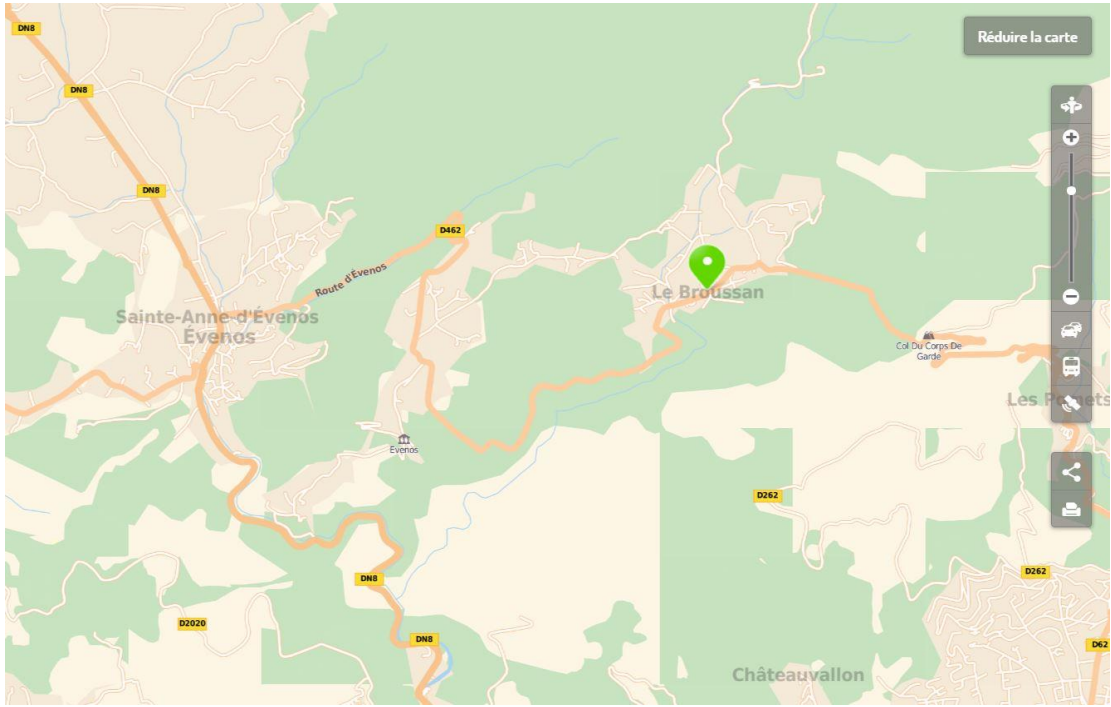 DN8
Réduire la carte
DN8
DN8
D462
Route d'Évenos
Le Broussan
Sainte-Anne-d'Évenos
Évenos
Col Du Corps De
Garde
Les Pomets
Evenos
D262
D262
DN8
D2020
DN8
D62
Châteauvallon